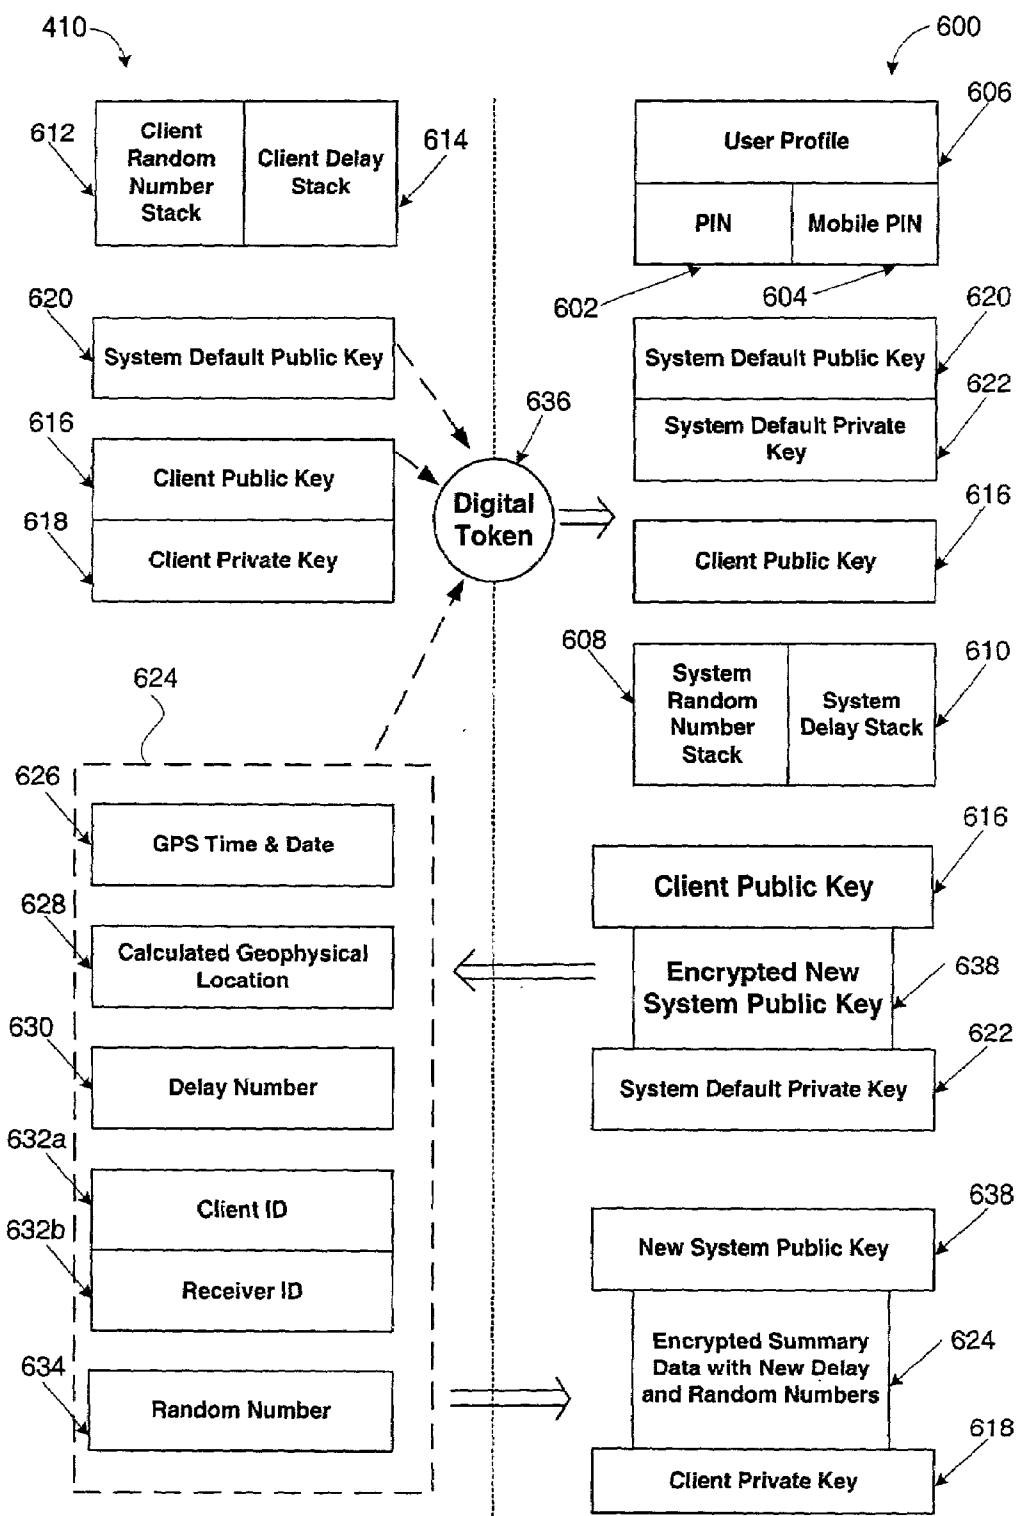 410
600
612
Client
Random
Number
Stack
Client Delay
Stack
614
606
User Profile
PIN
Mobile PIN
602
604
620
System Default Public Key
616
Client Public Key
618
Client Private Key
636
Digital
Token
620
System Default Public Key
622
System Default Private
Key
616
Client Public Key
608
System
Random
Number
Stack
System
Delay Stack
610
624
626
GPS Time & Date
628
Calculated Geophysical
Location
630
Delay Number
632a
Client ID
632b
Receiver ID
634
Random Number
616
Client Public Key
Encrypted New
System Public Key
638
622
System Default Private Key
638
New System Public Key
Encrypted Summary
Data with New Delay
and Random Numbers
624
618
Client Private Key